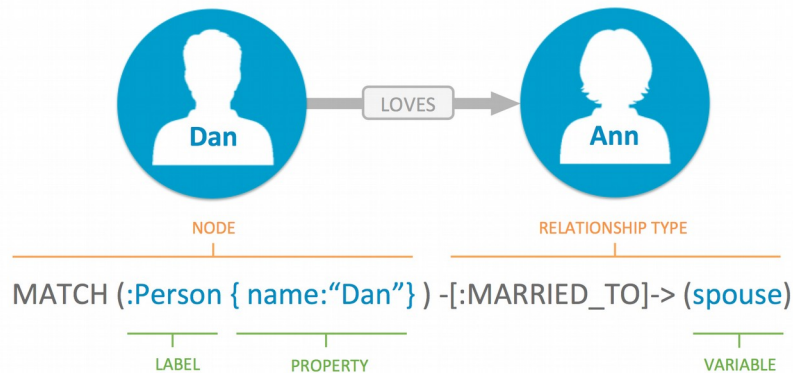 LOVES
Dan
Ann
NODE
RELATIONSHIP TYPE
MATCH (:Person { name:“Dan”} ) -[:MARRIED_TO]-> (spouse)
LABEL
PROPERTY
VARIABLE